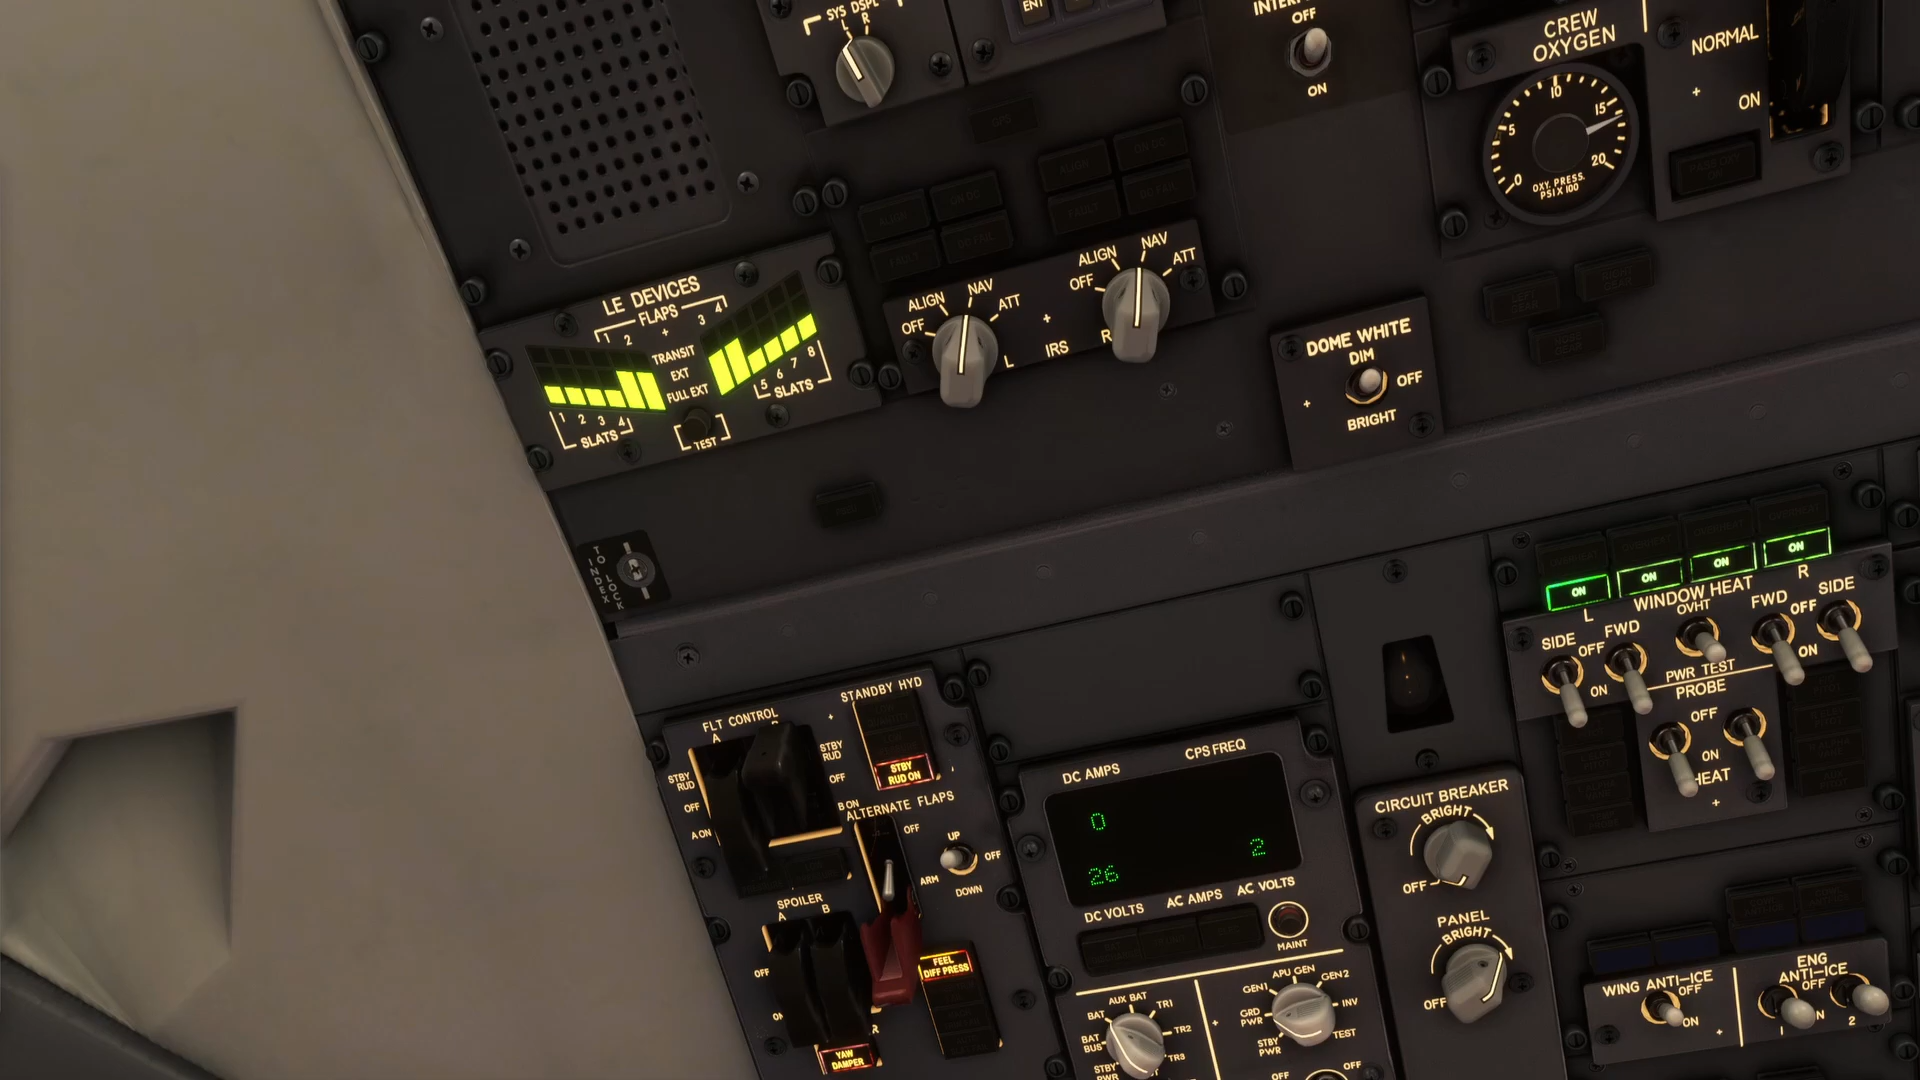 SYS DSPL
L R
ENT
OFF
ON
CREW
OXYGEN
0 5 10 15 20
OXY. PRESS.
PSI X 100
NORMAL
ON
LE DEVICES
FLAPS
1 2 3 4
TRANSIT
EXT
FULL EXT
1 2 3 4
SLATS
5 6 7 8
SLATS
TEST
OFF ALIGN NAV ATT
L
IRS
OFF ALIGN NAV ATT
R
DOME WHITE
DIM
OFF
BRIGHT
TO INDEX
LOCK
ON ON ON ON
WINDOW HEAT
L
OVHT
R
SIDE
FWD
OFF
ON
PWR TEST
FWD
SIDE
OFF
ON
PROBE
OFF
ON
HEAT
FLT CONTROL
A
STBY
RUD
OFF
A ON
STBY
RUD
OFF
B ON
STANDBY HYD
STBY
RUD ON
ALTERNATE FLAPS
OFF
ARM
UP
OFF
DOWN
SPOILER
A B
OFF
FEEL
DIFF PRESS
YAW
DAMPER
DC AMPS
CPS FREQ
0
2
26
DC VOLTS
AC AMPS
AC VOLTS
MAINT
STBY
PWR
BAT
BUS
BAT
AUX BAT
TR1
TR2
TR3
STBY
PWR
GRD
PWR
GEN1
APU GEN
GEN2
INV
TEST
OFF
OFF
CIRCUIT BREAKER
BRIGHT
OFF
PANEL
BRIGHT
OFF
WING ANTI–ICE
OFF
ON
ENG
ANTI–ICE
OFF
1
2